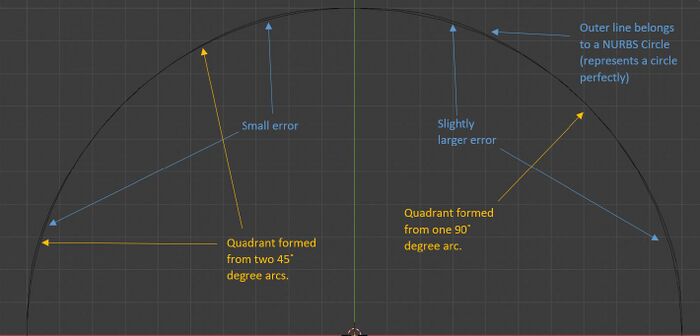 Outer line belongs
to a NURBS Circle
(represents a circle
perfectly)
Small error
Slightly
larger error
Quadrant formed
from one 90˚
degree arc.
Quadrant formed
from two 45˚
degree arcs.